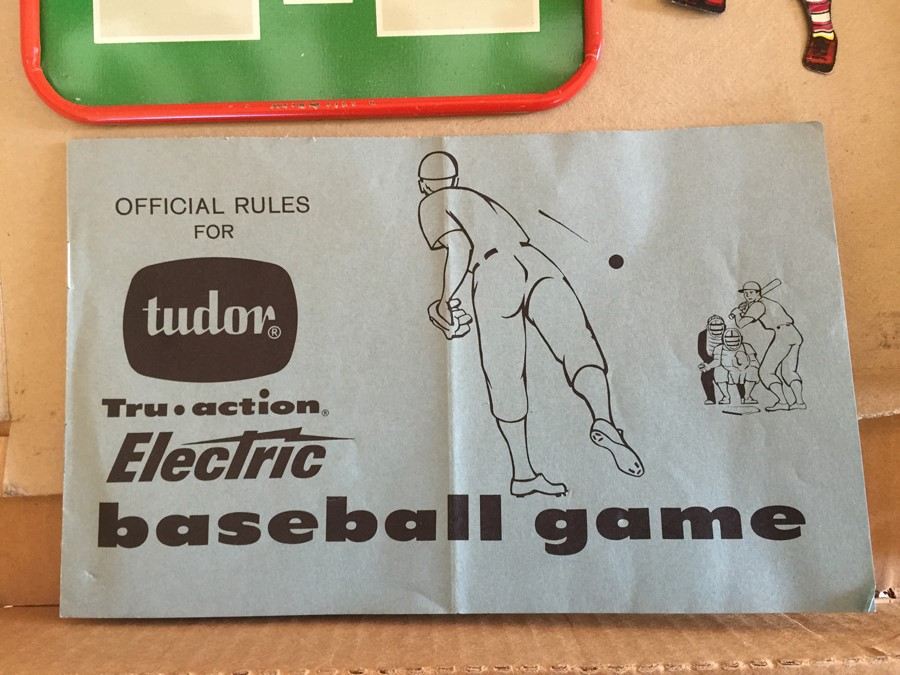 OFFICIAL RULES
FOR
tudor®
Tru•action®
Electric
baseball game